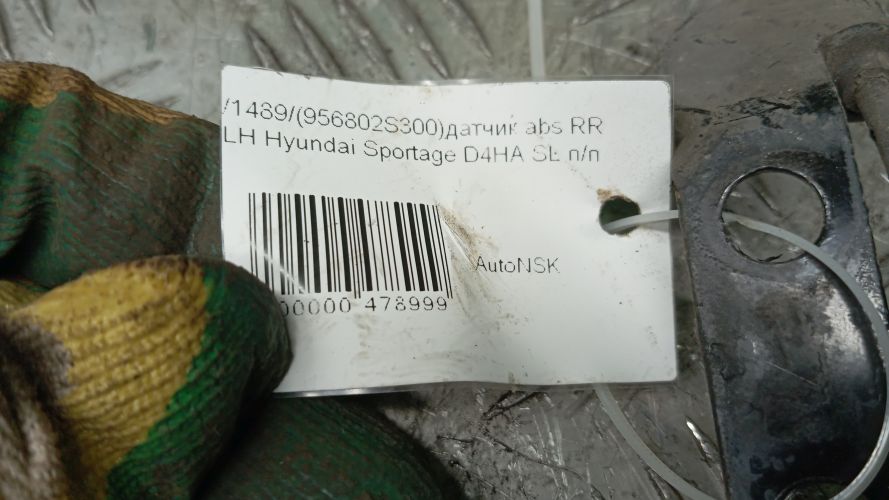 /1489/(956802S300)датчик abs RR
LH Hyundai Sportage D4HA SL п/п
AutoNSK
00000 478999